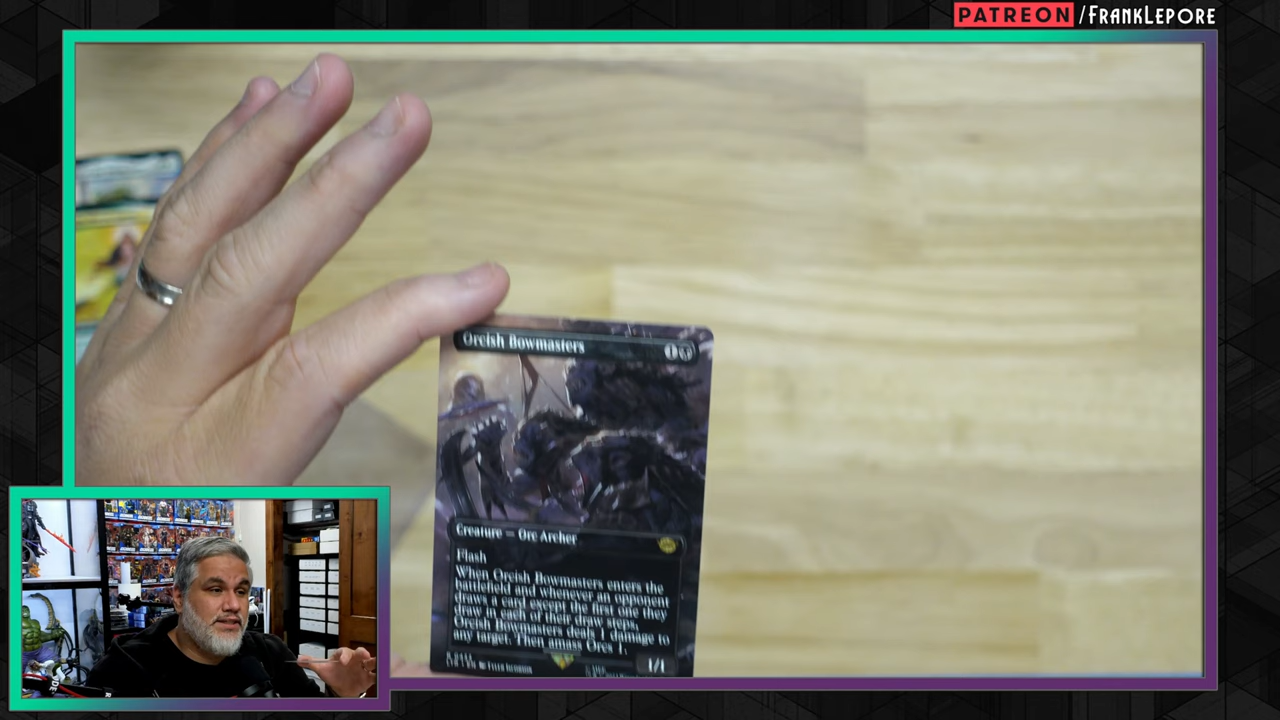 PATREON /FRANKLEPORE
Orcish Bowmasters
1
Creature — Orc Archer
Flash
When Orcish Bowmasters enters the
battlefield and whenever an opponent
draws a card except the first one they
draw in each of their draw steps,
Orcish Bowmasters deals 1 damage to
any target. Then amass Orcs 1.
1/1